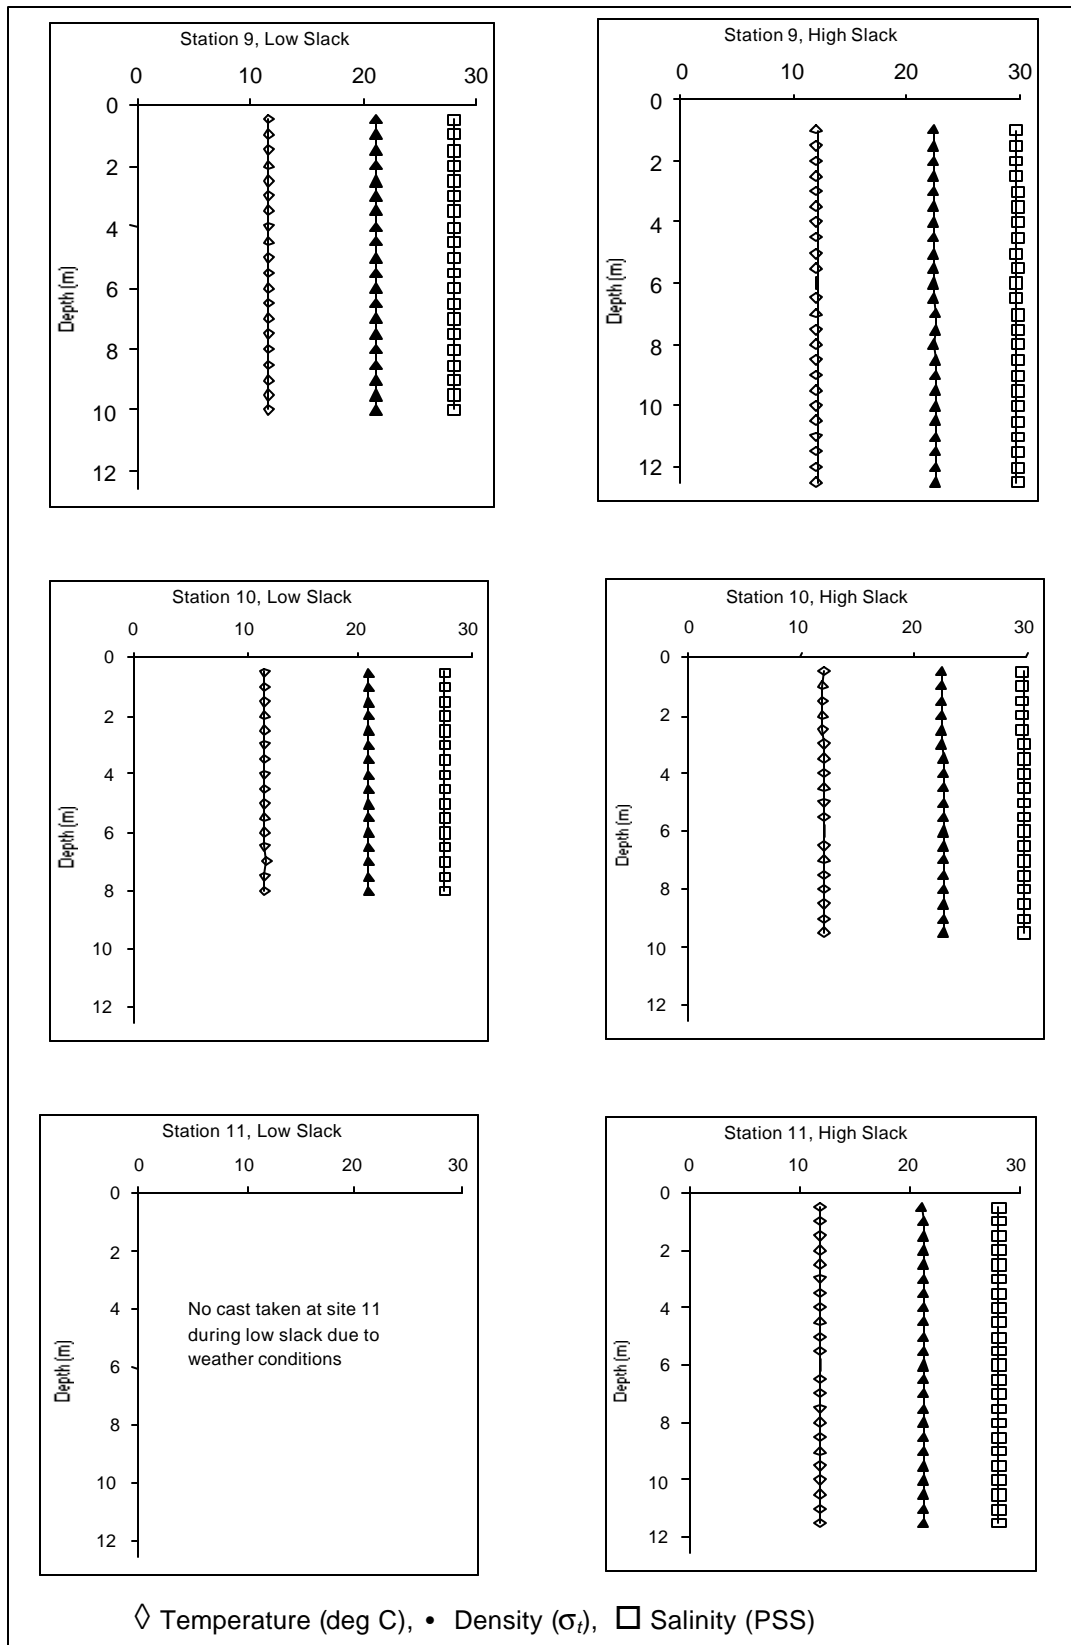 Station 9, Low Slack
0 10 20 30
0
2
4
6
8
10
12
Depth (m)
Station 9, High Slack
0 10 20 30
0
2
4
6
8
10
12
Depth (m)
Station 10, Low Slack
0 10 20 30
0
2
4
6
8
10
12
Depth (m)
Station 10, High Slack
0 10 20 30
0
2
4
6
8
10
12
Depth (m)
Station 11, Low Slack
0 10 20 30
0
2
4
6
8
10
12
Depth (m)
No cast taken at site 11
during low slack due to
weather conditions
Station 11, High Slack
0 10 20 30
0
2
4
6
8
10
12
Depth (m)
◊ Temperature (deg C), • Density (σt), □ Salinity (PSS)